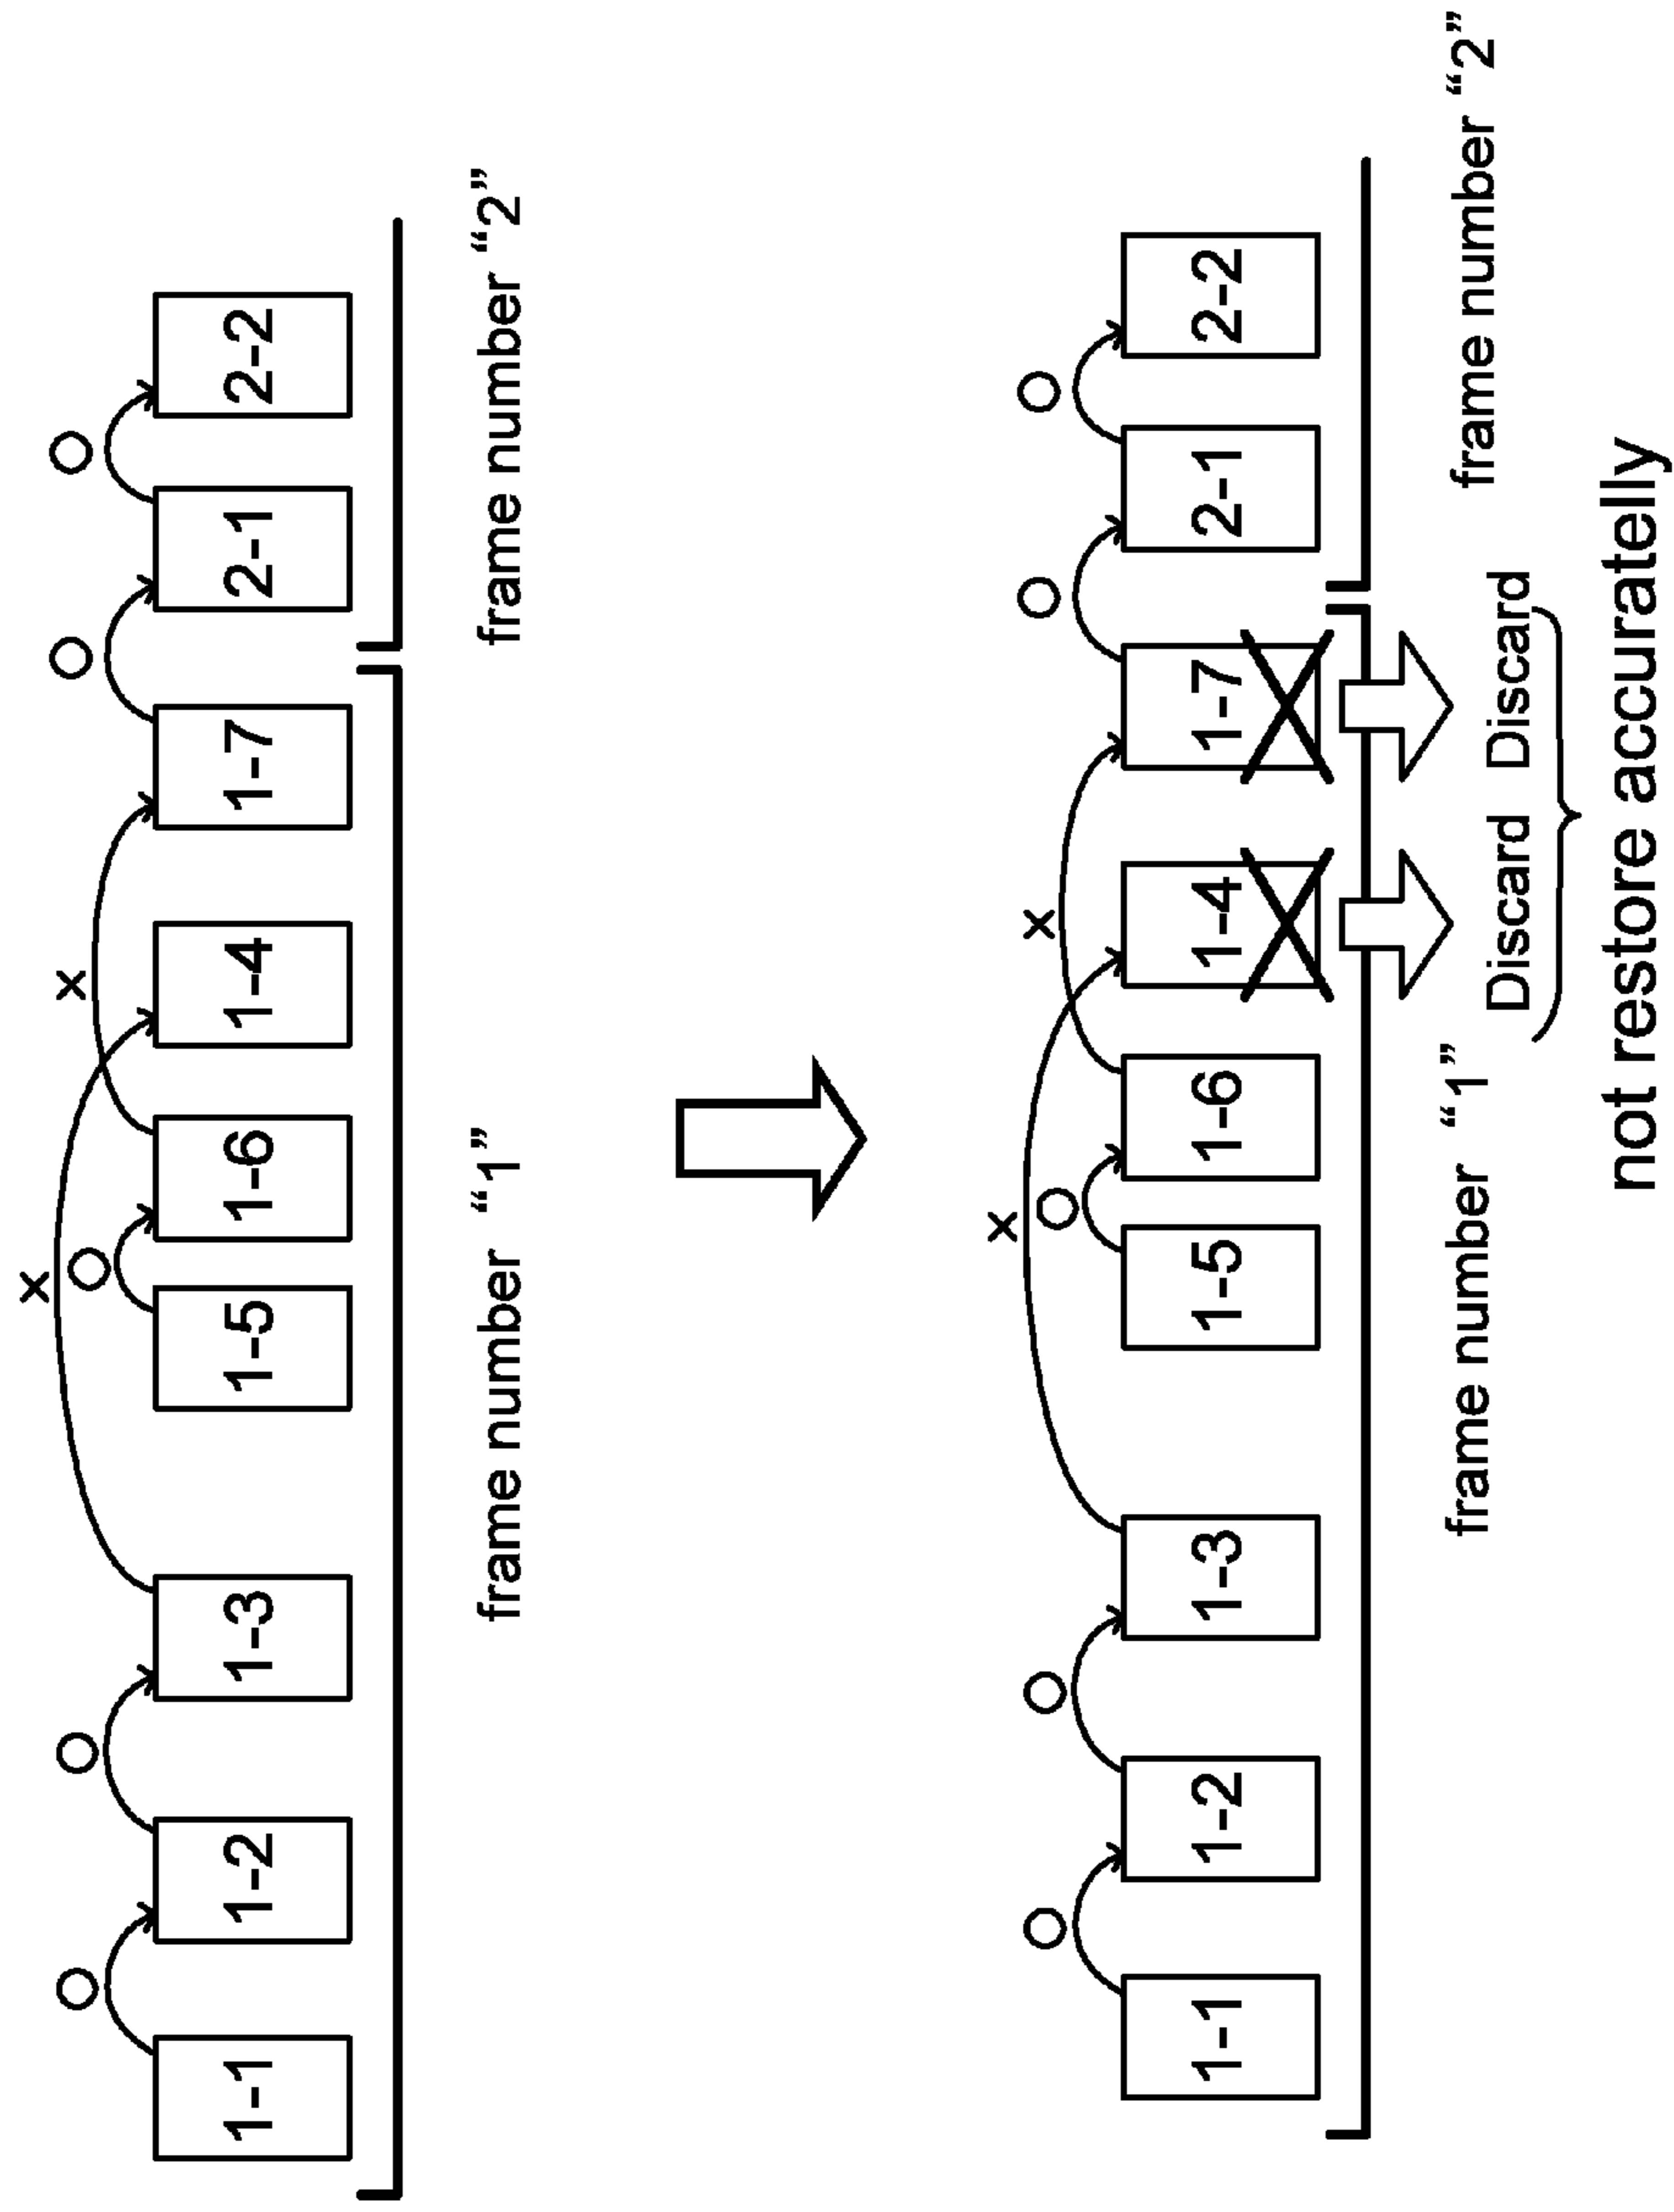 1-1 1-2 1-3 1-5 1-6 1-4 1-7 2-1 2-2
× ×
frame number “1” frame number “2”
× ×
1-1 1-2 1-3 1-5 1-6 1-4 1-7 2-1 2-2
frame number “1” Discard Discard frame number “2”
not restore accuratelly